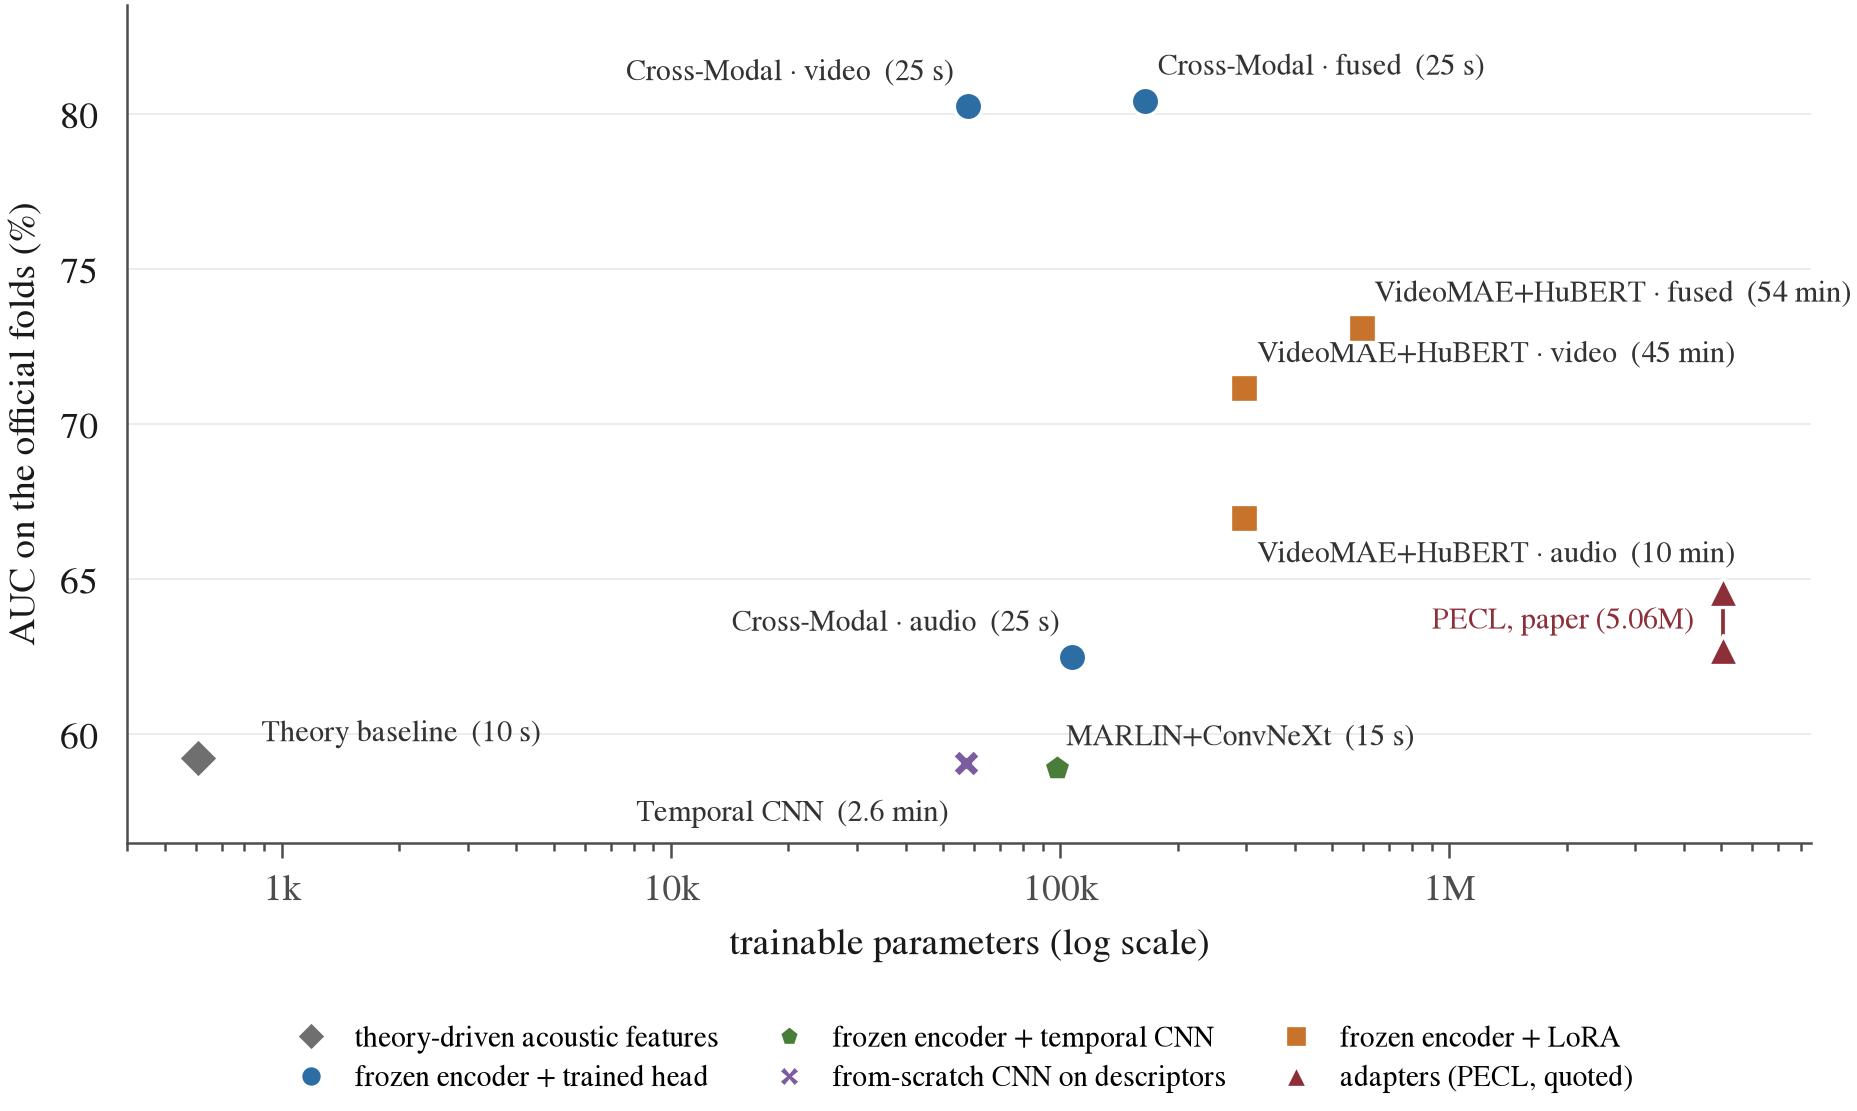 Cross-Modal · video (25 s)
Cross-Modal · fused (25 s)
80
75
VideoMAE+HuBERT · fused (54 min)
VideoMAE+HuBERT · video (45 min)
70
VideoMAE+HuBERT · audio (10 min)
65
PECL, paper (5.06M)
Cross-Modal · audio (25 s)
60
Theory baseline (10 s)
MARLIN+ConvNeXt (15 s)
Temporal CNN (2.6 min)
AUC on the official folds (%)
1k
10k
100k
1M
trainable parameters (log scale)
theory-driven acoustic features
frozen encoder + trained head
frozen encoder + temporal CNN
from-scratch CNN on descriptors
frozen encoder + LoRA
adapters (PECL, quoted)